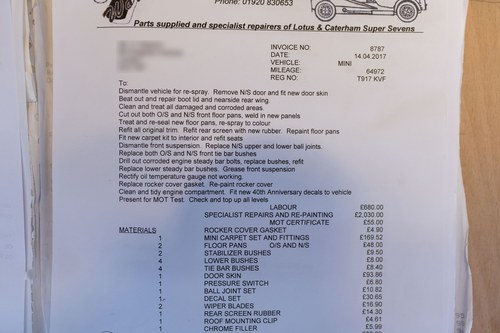 Phone: 01920 830653
Parts supplied and specialist repairers of Lotus & Caterham Super Sevens
INVOICE NO: 8787
DATE: 14.04.2017
VEHICLE: MINI
MILEAGE: 64972
REG NO: T917 KVF
To:
Dismantle vehicle for re-spray. Remove N/S door and fit new door skin
Beat out and repair boot lid and nearside rear wing.
Clean and treat all damaged and corroded areas.
Cut out both O/S and N/S front floor pans, weld in new panels
Treat and re-seal new floor pans, re-spray to colour
Refit all original trim. Refit rear screen with new rubber. Repaint floor pans
Fit new carpet kit to interior and refit seats
Dismantle front suspension. Replace N/S upper and lower ball joints.
Replace both O/S and N/S front tie bar bushes
Drill out corroded engine steady bar bolts, replace bushes, refit
Replace lower steady bar bushes. Grease front suspension
Rectify oil temperature gauge not working.
Replace rocker cover gasket. Re-paint rocker cover
Clean and tidy engine compartment. Fit new 40th Anniversary decals to vehicle
Present for MOT Test. Check and top up all levels
LABOUR £680.00
SPECIALIST REPAIRS AND RE-PAINTING £2,030.00
MOT CERTIFICATE £55.00
MATERIALS 1 ROCKER COVER GASKET £4.90
1 MINI CARPET SET AND FITTINGS £169.52
2 FLOOR PANS O/S AND N/S £48.00
2 STABILIZER BUSHES £9.50
4 LOWER BUSHES £8.00
4 TIE BAR BUSHES £8.40
1 DOOR SKIN £93.86
1 PRESSURE SWITCH £6.80
1 BALL JOINT SET £10.82
1.- DECAL SET £30.65
2 WIPER BLADES £16.90
1 REAR SCREEN RUBBER £14.30
1 ROOF MOUNTING CLIP £4.61
1 CHROME FILLER £5.99